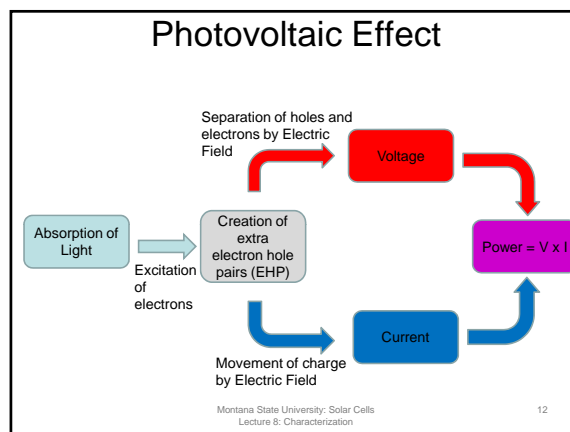 Photovoltaic Effect
Separation of holes and
electrons by Electric
Field
Voltage
Absorption of
Light
Excitation
of
electrons
Creation of
extra
electron hole
pairs (EHP)
Power = V x I
Current
Movement of charge
by Electric Field
Montana State University: Solar Cells
Lecture 8: Characterization
12